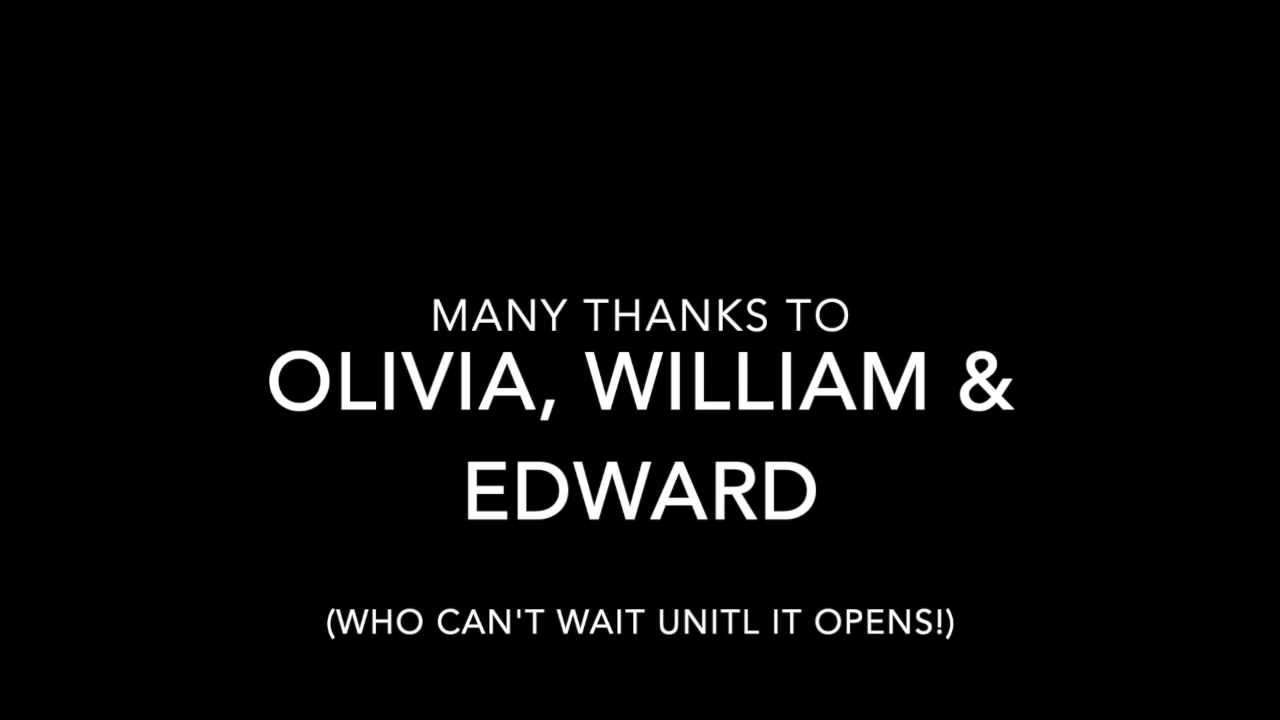 MANY THANKS TO
OLIVIA, WILLIAM &
EDWARD
(WHO CAN'T WAIT UNITL IT OPENS!)